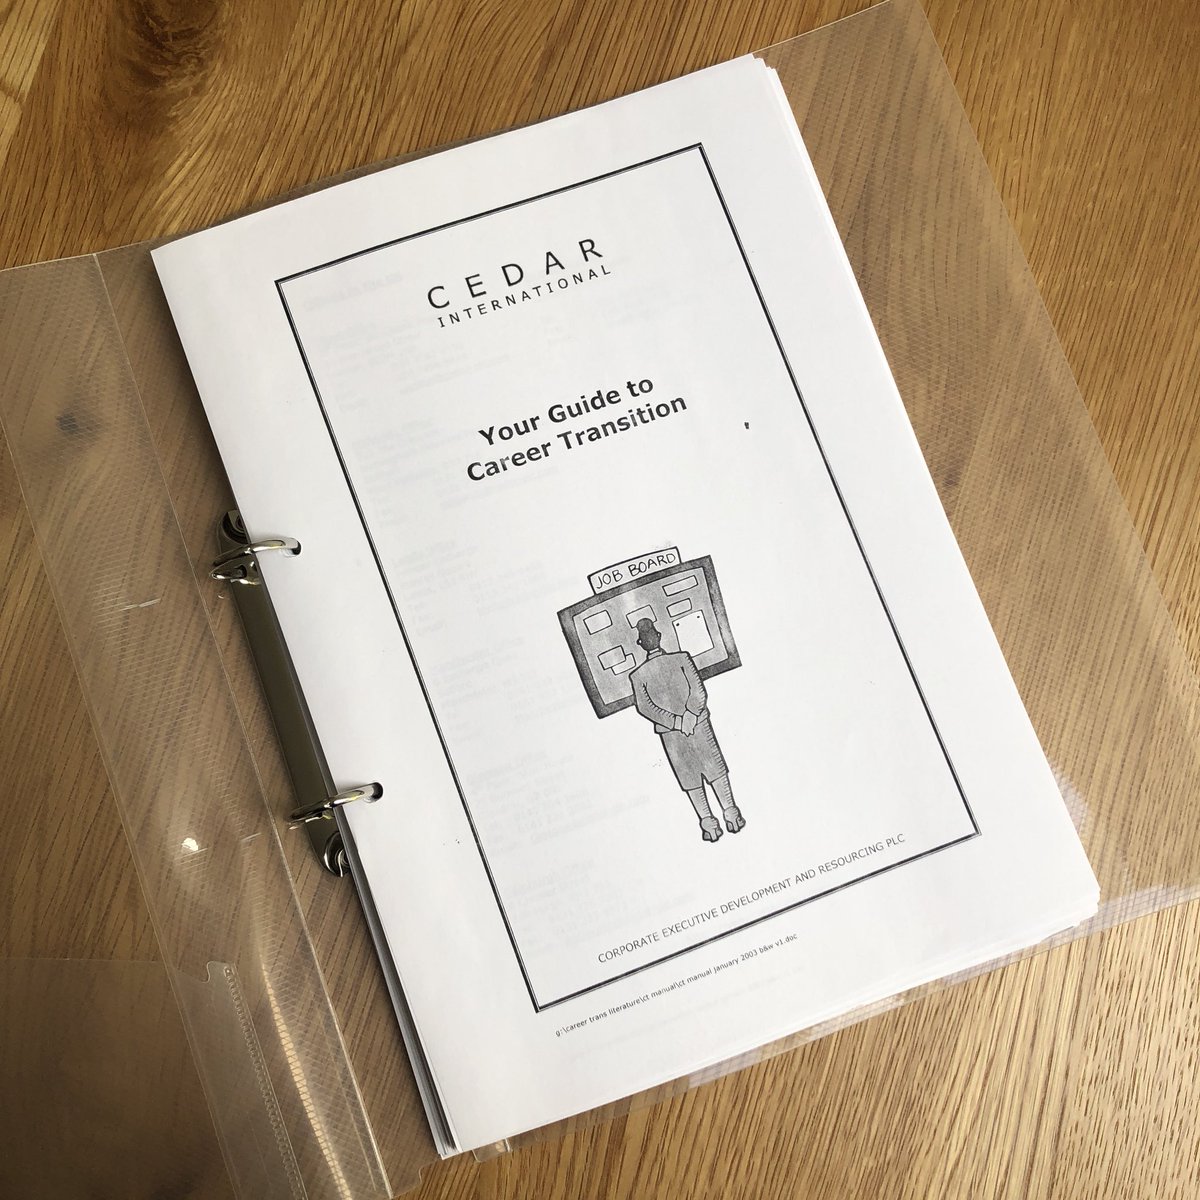 CEDAR
INTERNATIONAL
Your Guide to
Career Transition
JOB BOARD
CORPORATE EXECUTIVE DEVELOPMENT AND RESOURCING PLC
g:\career trans literature\ct manual\ct manual january 2003 b&w v1.doc